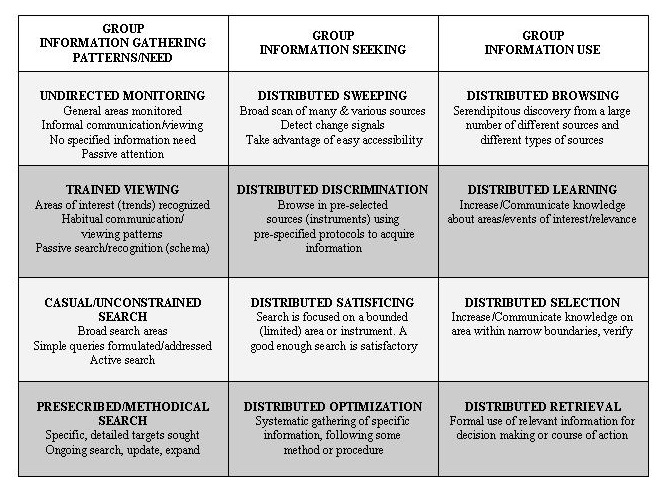 GROUP
INFORMATION GATHERING
PATTERNS/NEED
GROUP
INFORMATION SEEKING
GROUP
INFORMATION USE
UNDIRECTED MONITORING
General areas monitored
Informal communication/viewing
No specified information need
Passive attention
DISTRIBUTED SWEEPING
Broad scan of many & various sources
Detect change signals
Take advantage of easy accessibility
DISTRIBUTED BROWSING
Serendipitous discovery from a large
number of different sources and
different types of sources
TRAINED VIEWING
Areas of interest (trends) recognized
Habitual communication/
viewing patterns
Passive search/recognition (schema)
DISTRIBUTED DISCRIMINATION
Browse in pre-selected
sources (instruments) using
pre-specified protocols to acquire
information
DISTRIBUTED LEARNING
Increase/Communicate knowledge
about areas/events of interest/relevance
CASUAL/UNCONSTRAINED
SEARCH
Broad search areas
Simple queries formulated/addressed
Active search
DISTRIBUTED SATISFICING
Search is focused on a bounded
(limited) area or instrument. A
good enough search is satisfactory
DISTRIBUTED SELECTION
Increase/Communicate knowledge on
area within narrow boundaries, verify
PRESECRIBED/METHODICAL
SEARCH
Specific, detailed targets sought
Ongoing search, update, expand
DISTRIBUTED OPTIMIZATION
Systematic gathering of specific
information, following some
method or procedure
DISTRIBUTED RETRIEVAL
Formal use of relevant information for
decision making or course of action